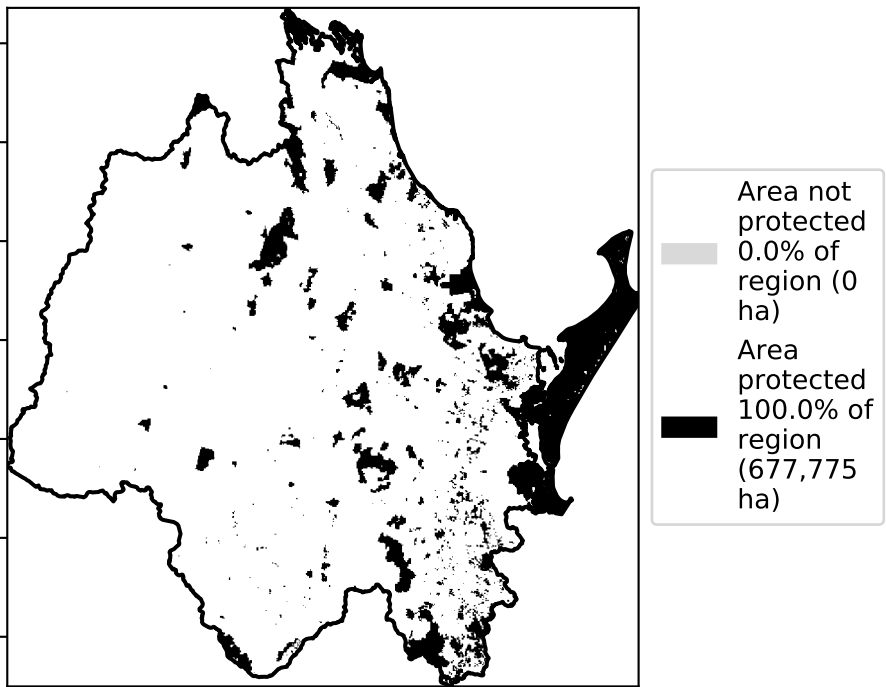 Area not
protected
0.0% of
region (0
ha)
Area
protected
100.0% of
region
(677,775
ha)